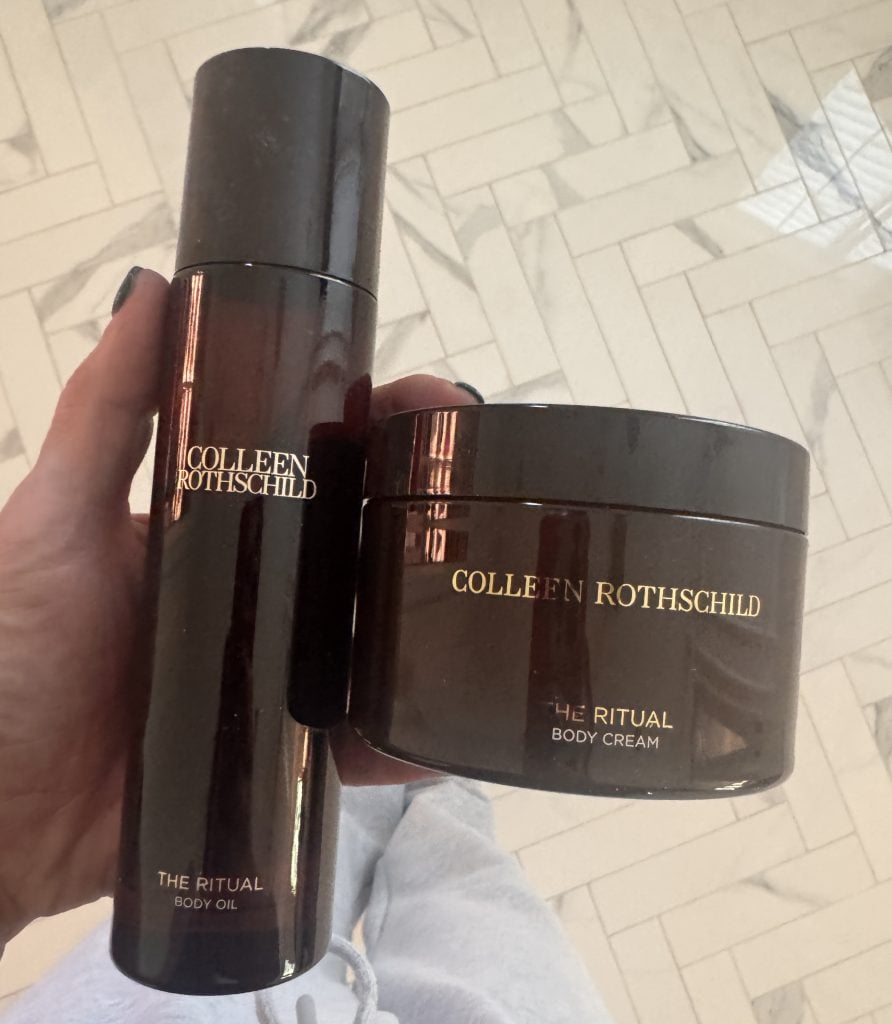 COLLEEN
ROTHSCHILD
THE RITUAL
BODY OIL
COLLEEN ROTHSCHILD
THE RITUAL
BODY CREAM